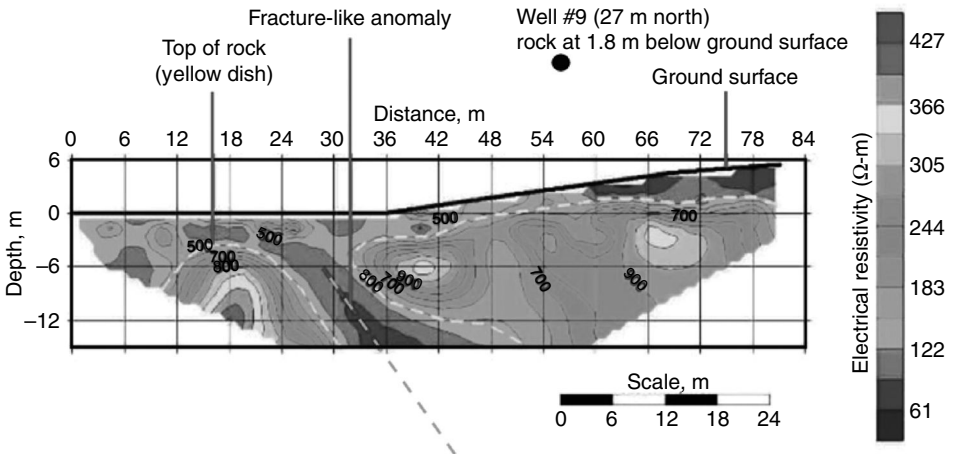 Fracture-like anomaly
Well #9 (27 m north)
rock at 1.8 m below ground surface
Top of rock
(yellow dish)
Ground surface
Distance, m
0 6 12 18 24 30 36 42 48 54 60 66 72 78 84
6
0
−6
−12
Depth, m
500
700
500
500
700
800
800
700
900
700
900
Scale, m
0 6 12 18 24
Electrical resistivity (Ω-m)
427
366
305
244
183
122
61